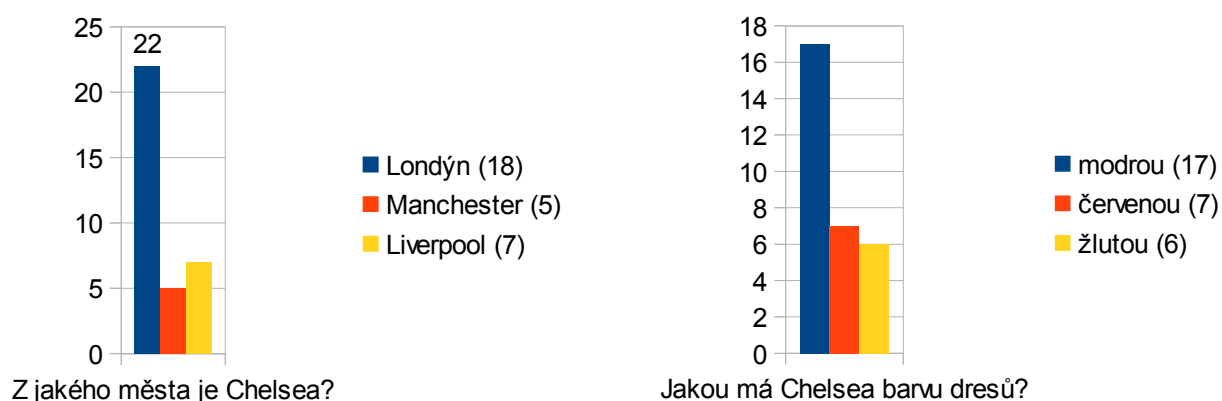 25
22
20
15
10
5
0
Londýn (18)
Manchester (5)
Liverpool (7)
Z jakého města je Chelsea?
18
16
14
12
10
8
6
4
2
0
modrou (17)
červenou (7)
žlutou (6)
Jakou má Chelsea barvu dresů?